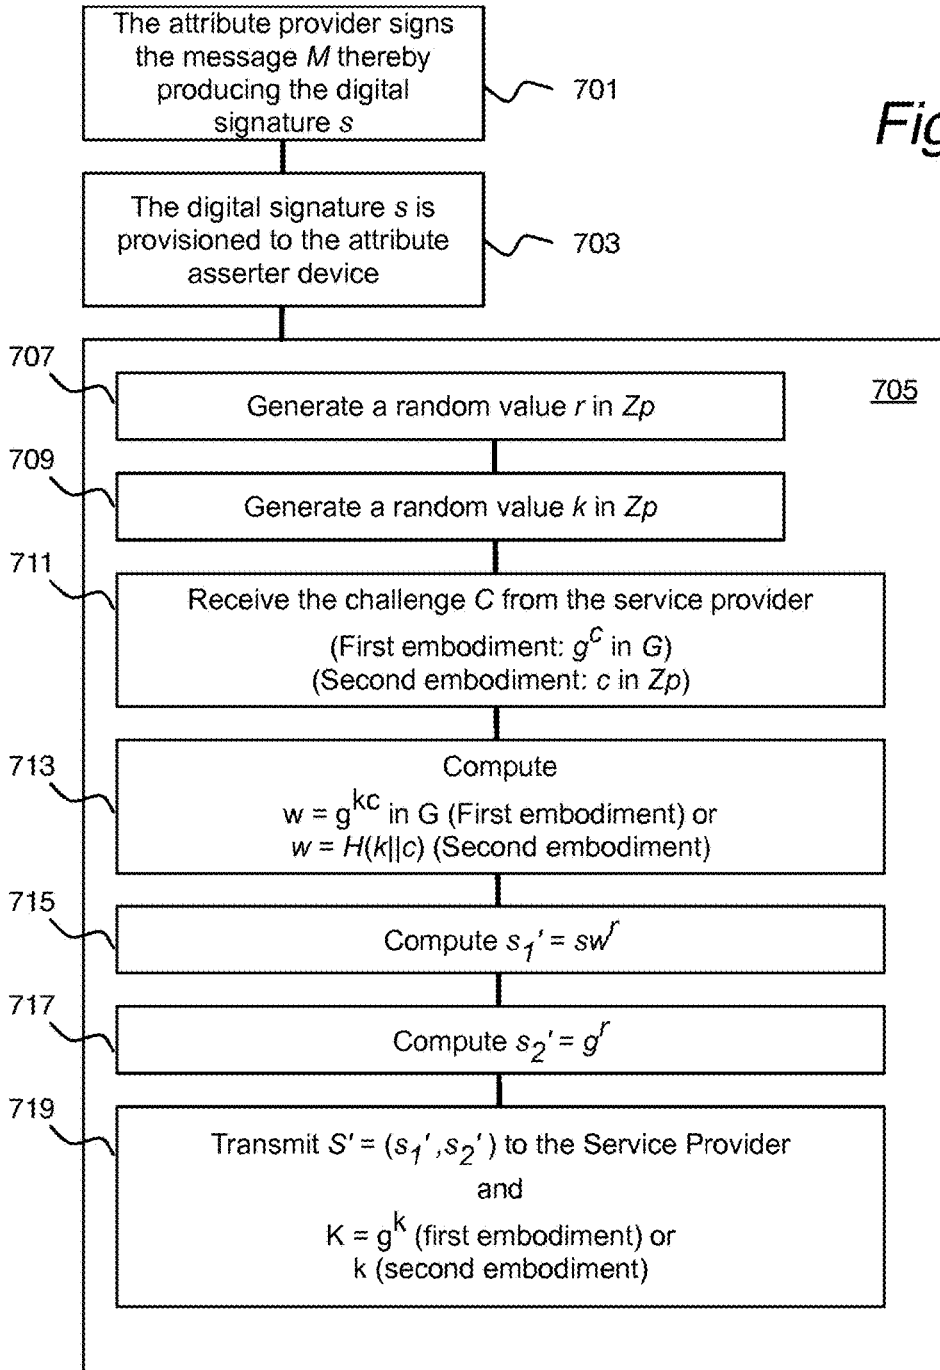 The attribute provider signs
the message M thereby
producing the digital
signature s
701
Fig
The digital signature s is
provisioned to the attribute
asserter device
703
705
707
Generate a random value r in Zp
709
Generate a random value k in Zp
711
Receive the challenge C from the service provider
(First embodiment: g^c in G)
(Second embodiment: c in Zp)
713
Compute
w = g^kc in G (First embodiment) or
w = H(k||c) (Second embodiment)
715
Compute s_1' = sw^r
717
Compute s_2' = g^r
719
Transmit S' = (s_1', s_2') to the Service Provider
and
K = g^k (first embodiment) or
k (second embodiment)